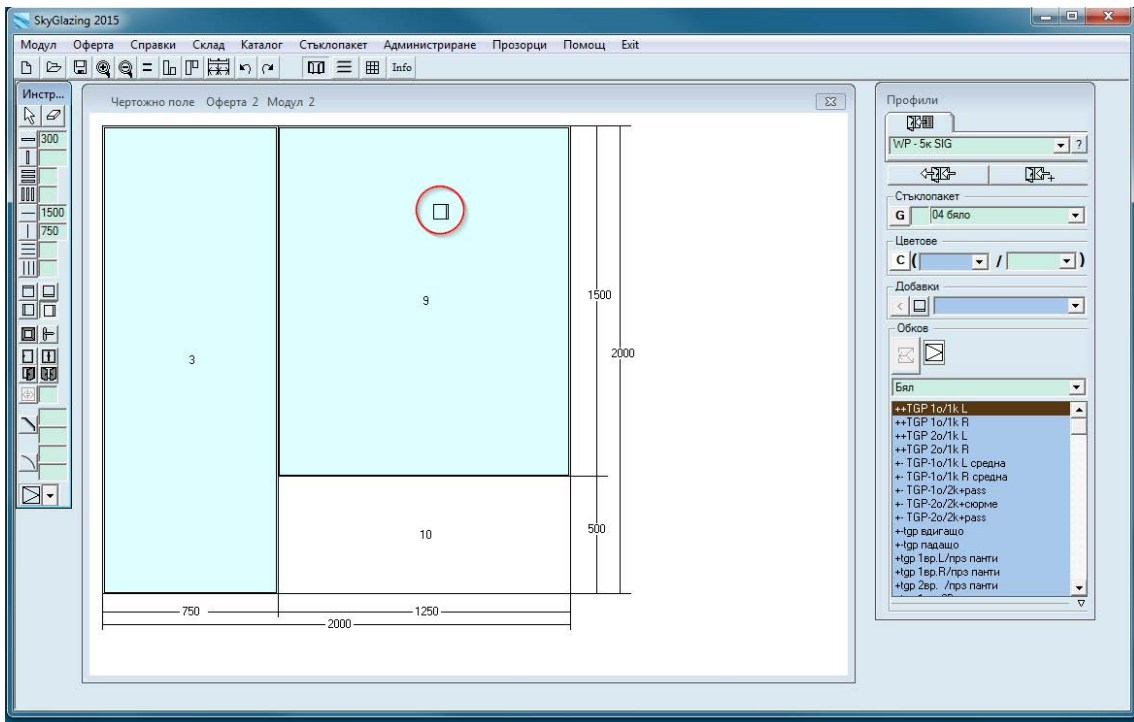 SkyGlazing 2015
Модул Оферта Справки Склад Каталог Стъклопакет Администриране Прозорци Помощ Exit
Info
Инстр...
300
1500
750
Чертожно поле Оферта 2 Модул 2
3
9
10
1500
2000
500
750
1250
2000
Профили
WP - 5к SIG
?
Стъклопакет
G 04 бяло
Цветове
C ( / )
Добавки
<
Обков
Бял
++TGP 1o/1k L
++TGP 1o/1k R
++TGP 2o/1k L
++TGP 2o/1k R
+- TGP-1o/1k L средна
+- TGP-1o/1k R средна
+- TGP-1o/2k+pass
+- TGP-2o/2k+сюрме
+- TGP-2o/2k+pass
+-tgp вдигащо
+-tgp падащо
+tgp 1вр.L/прз панти
+tgp 1вр.R/прз панти
+tgp 2вр. /прз панти